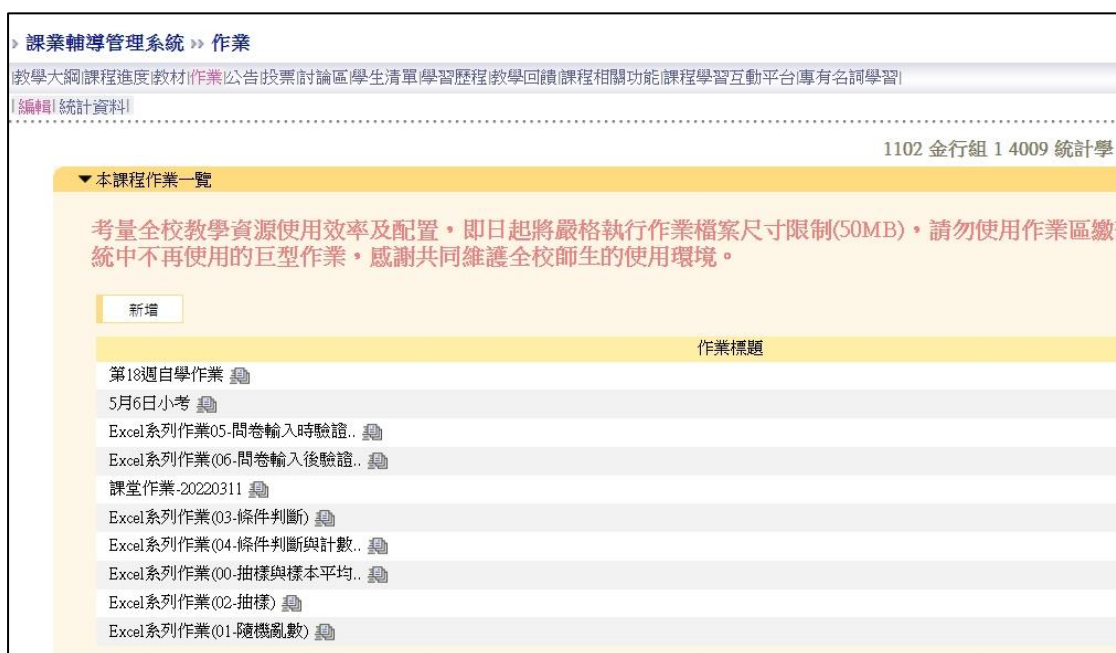 ›› 課業輔導管理系統 ›› 作業
|教學大綱|課程進度|教材|作業|公告|投票|討論區|學生清單|學習歷程|教學回饋|課程相關功能|課程學習互動平台|專有名詞學習|
|編輯|統計資料|
1102 金行組 1 4009 統計學
▼本課程作業一覽
考量全校教學資源使用效率及配置，即日起將嚴格執行作業檔案尺寸限制(50MB)，請勿使用作業區繳
統中不再使用的巨型作業，感謝共同維護全校師生的使用環境。
新增
作業標題
第18週自學作業
5月6日小考
Excel系列作業05-問卷輸入時驗證..
Excel系列作業(06-問卷輸入後驗證..
課堂作業-20220311
Excel系列作業(03-條件判斷)
Excel系列作業(04-條件判斷與計數..
Excel系列作業(00-抽樣與樣本平均..
Excel系列作業(02-抽樣)
Excel系列作業(01-隨機亂數)